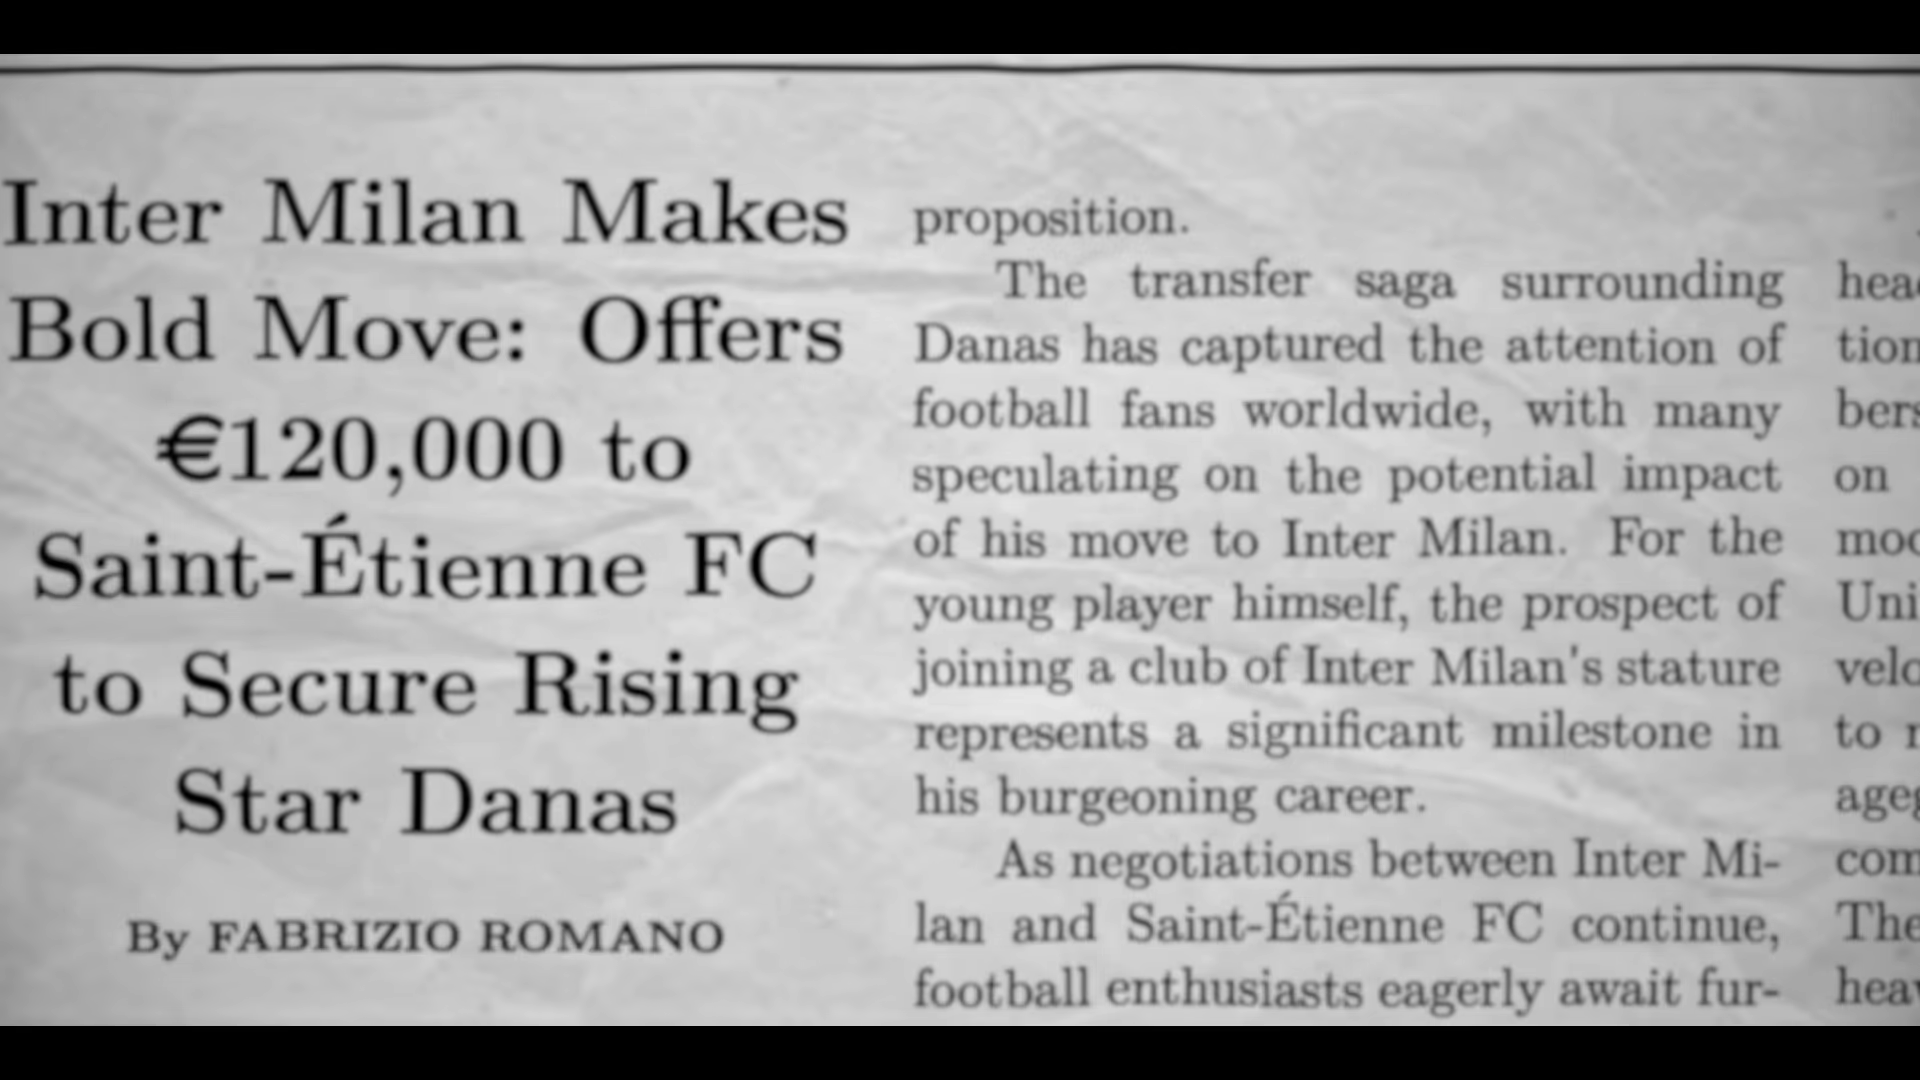 Inter Milan Makes
Bold Move: Offers
€120,000 to
Saint-Étienne FC
to Secure Rising
Star Danas
By FABRIZIO ROMANO
proposition.
The transfer saga surrounding
Danas has captured the attention of
football fans worldwide, with many
speculating on the potential impact
of his move to Inter Milan. For the
young player himself, the prospect of
joining a club of Inter Milan's stature
represents a significant milestone in
his burgeoning career.
As negotiations between Inter Mi-
lan and Saint-Étienne FC continue,
football enthusiasts eagerly await fur-
on
to
The